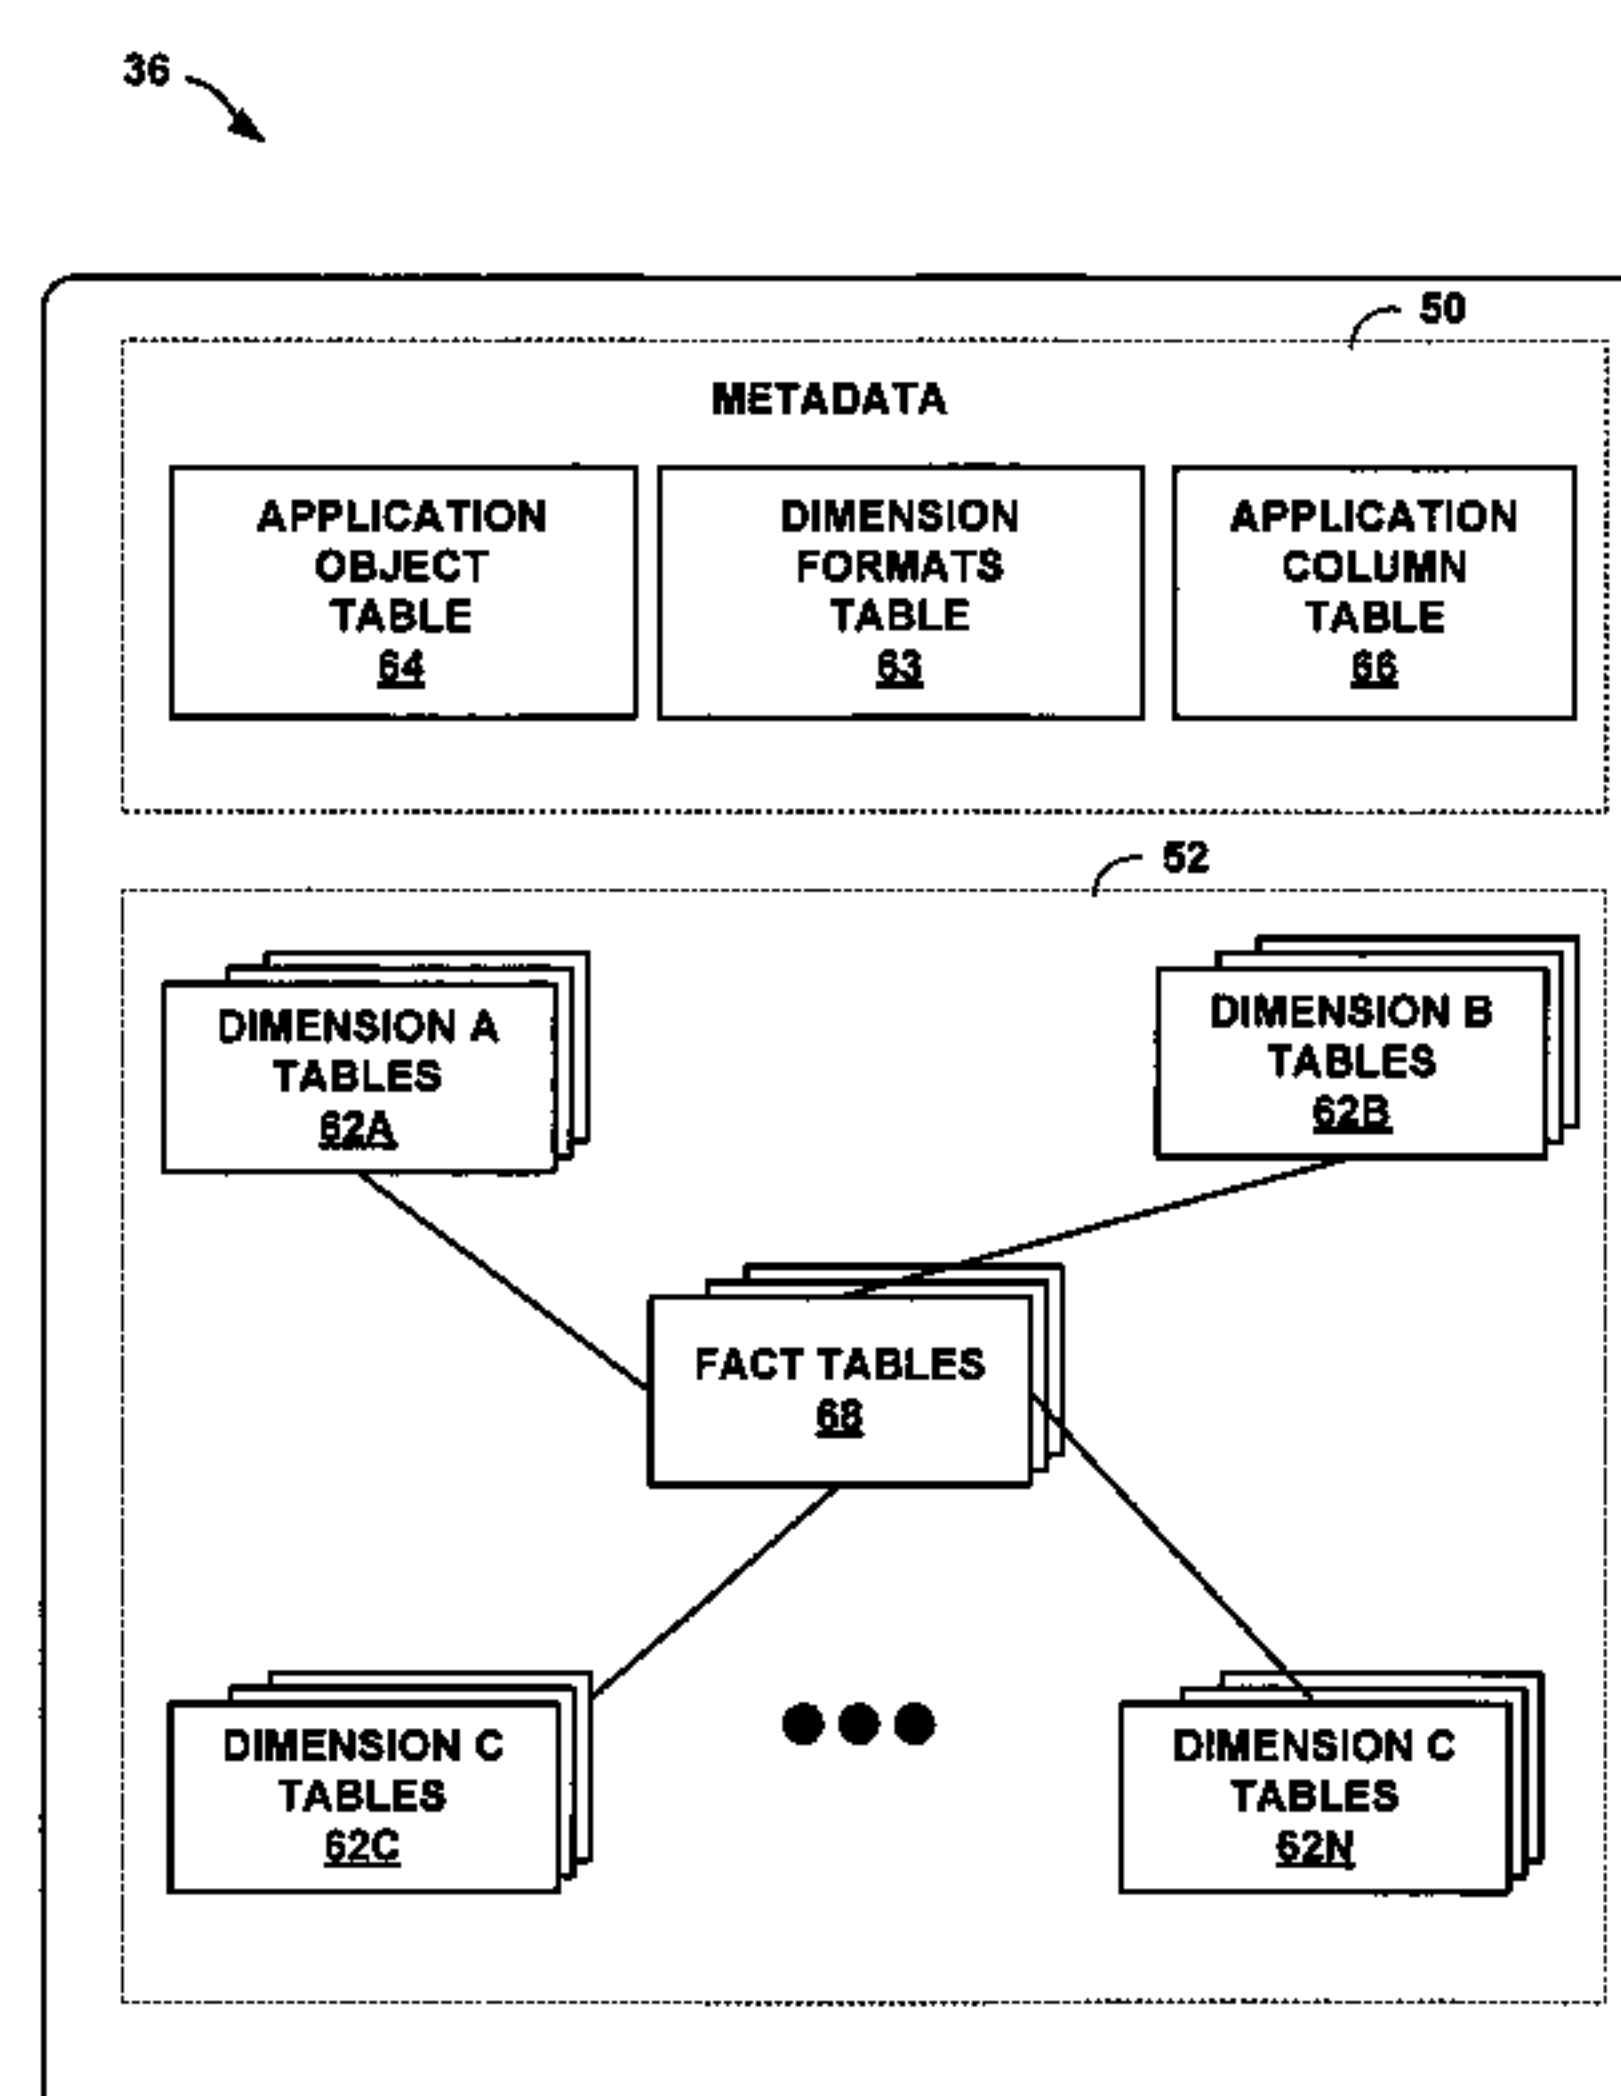 36
50
METADATA
APPLICATION
OBJECT
TABLE
64
DIMENSION
FORMATS
TABLE
63
APPLICATION
COLUMN
TABLE
66
52
DIMENSION A
TABLES
62A
DIMENSION B
TABLES
62B
FACT TABLES
68
DIMENSION C
TABLES
62C
DIMENSION C
TABLES
62N